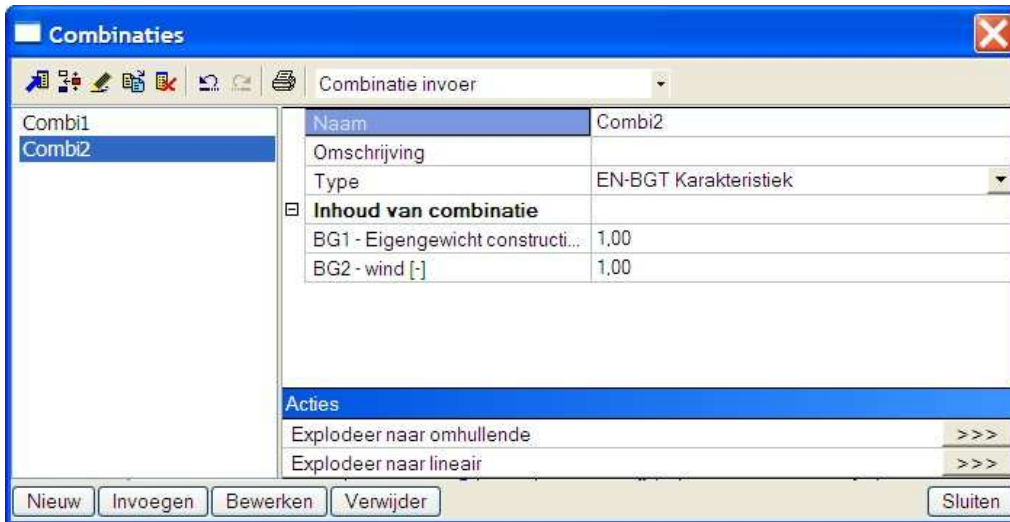 Combinaties
Combinatie invoer
Combi1
Combi2
Naam Combi2
Omschrijving
Type EN-BGT Karakteristiek
Inhoud van combinatie
BG1 - Eigengewicht constructi... 1,00
BG2 - wind [-] 1,00
Acties
Explodeer naar omhullende >>>
Explodeer naar lineair >>>
Nieuw Invoegen Bewerken Verwijder Sluiten